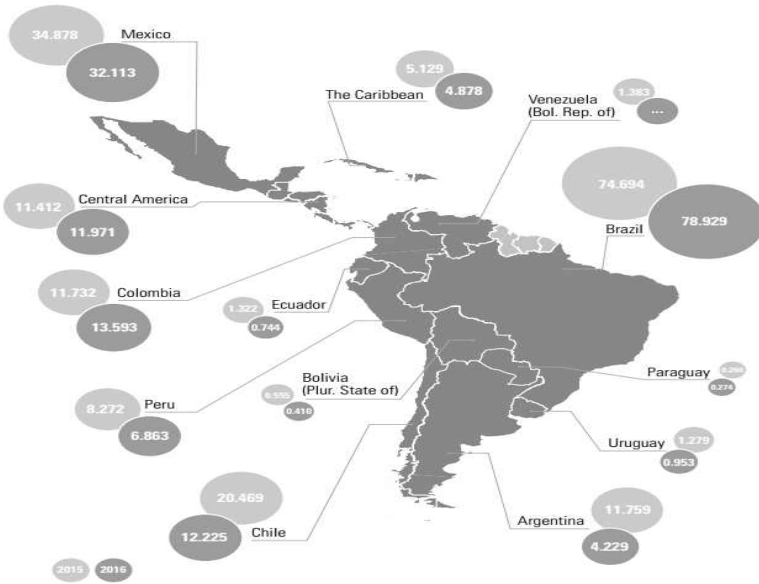 34.878
Mexico
32.113
5.129
The Caribbean
4.878
Venezuela
(Bol. Rep. of)
1.383
...
74.694
78.929
Brazil
11.412
Central America
11.971
11.732
Colombia
13.593
Ecuador
1.322
0.744
Bolivia
(Plur. State of)
0.555
0.410
Paraguay
0.274
8.272
Peru
6.863
Uruguay
1.279
0.953
20.469
Chile
12.225
Argentina
11.759
4.229
2015 2016